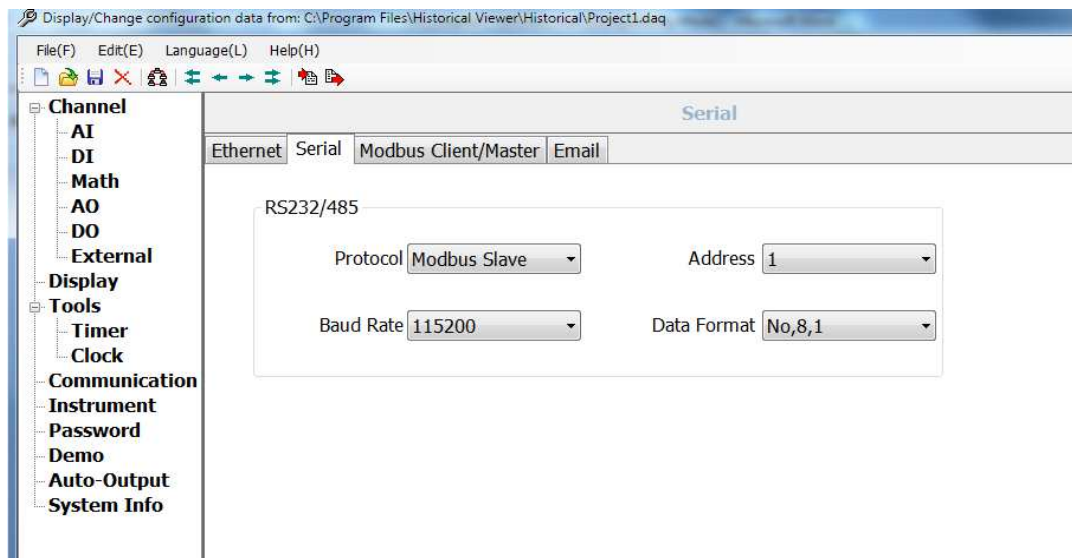 Display/Change configuration data from: C:\Program Files\Historical Viewer\Historical\Project1.daq
File(F) Edit(E) Language(L) Help(H)
Channel
AI
DI
Math
AO
DO
External
Display
Tools
Timer
Clock
Communication
Instrument
Password
Demo
Auto-Output
System Info
Serial
Ethernet Serial Modbus Client/Master Email
RS232/485
Protocol Modbus Slave Address 1
Baud Rate 115200 Data Format No,8,1